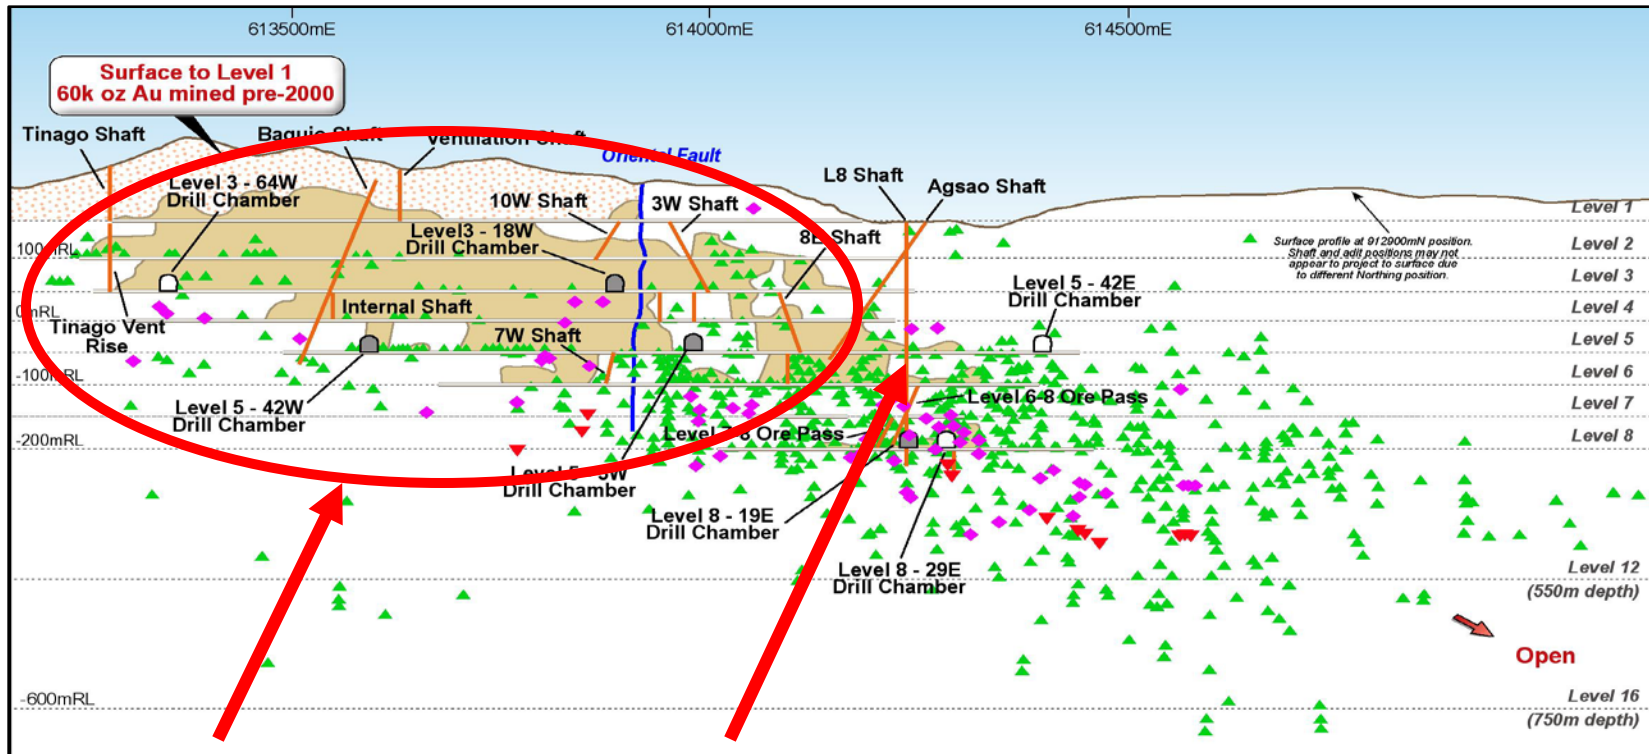 613500mE
614000mE
614500mE
Surface to Level 1
60k oz Au mined pre-2000
Tinago Shaft
Baguio Shaft
Ventilation Shaft
Oriental Fault
Level 3 - 64W
Drill Chamber
10W Shaft
3W Shaft
L8 Shaft
Agsao Shaft
Level 1
Level3 - 18W
Drill Chamber
8E Shaft
Surface profile at 912900mN position.
Shaft and adit positions may not
appear to project to surface due
to different Northing position.
Level 2
100mRL
Level 3
Level 5 - 42E
Drill Chamber
Internal Shaft
0mRL
Level 4
Tinago Vent
Rise
7W Shaft
Level 5
-100mRL
Level 6
Level 5 - 42W
Drill Chamber
Level 6-8 Ore Pass
Level 7
Level 7-8 Ore Pass
Level 8
-200mRL
Level 5 - 3W
Drill Chamber
Level 8 - 19E
Drill Chamber
Level 8 - 29E
Drill Chamber
Level 12
(550m depth)
Open
-600mRL
Level 16
(750m depth)